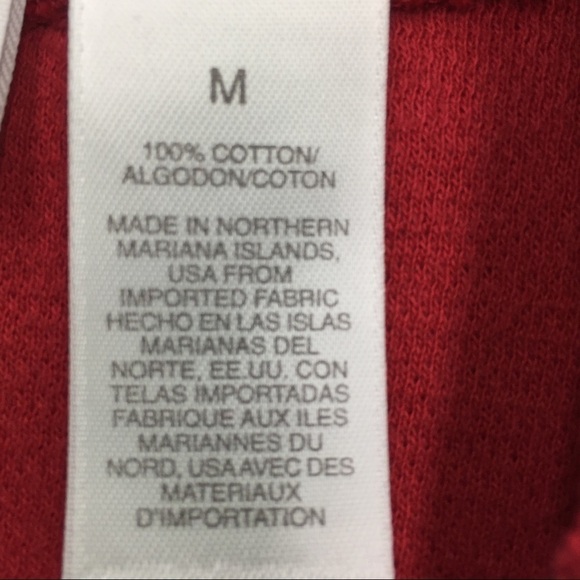 M
100% COTTON/
ALGODON/COTON
MADE IN NORTHERN
MARIANA ISLANDS,
USA FROM
IMPORTED FABRIC
HECHO EN LAS ISLAS
MARIANAS DEL
NORTE, EE.UU. CON
TELAS IMPORTADAS
FABRIQUE AUX ILES
MARIANNES DU
NORD, USA AVEC DES
MATERIAUX
D'IMPORTATION